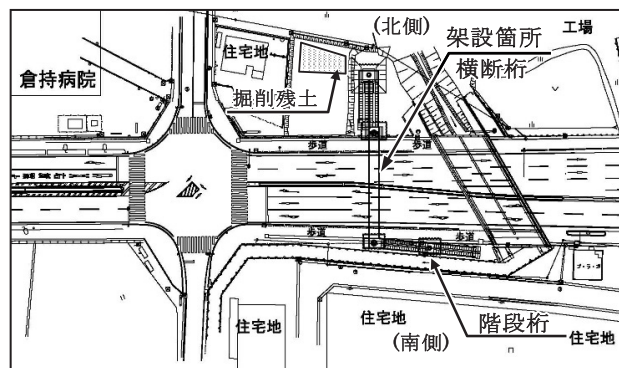 (北側)
工場
架設箇所
住宅地
横断桁
倉持病院
掘削残土
歩道
歩道
歩道
歩道
住宅地
住宅地
階段桁
住宅地
(南側)